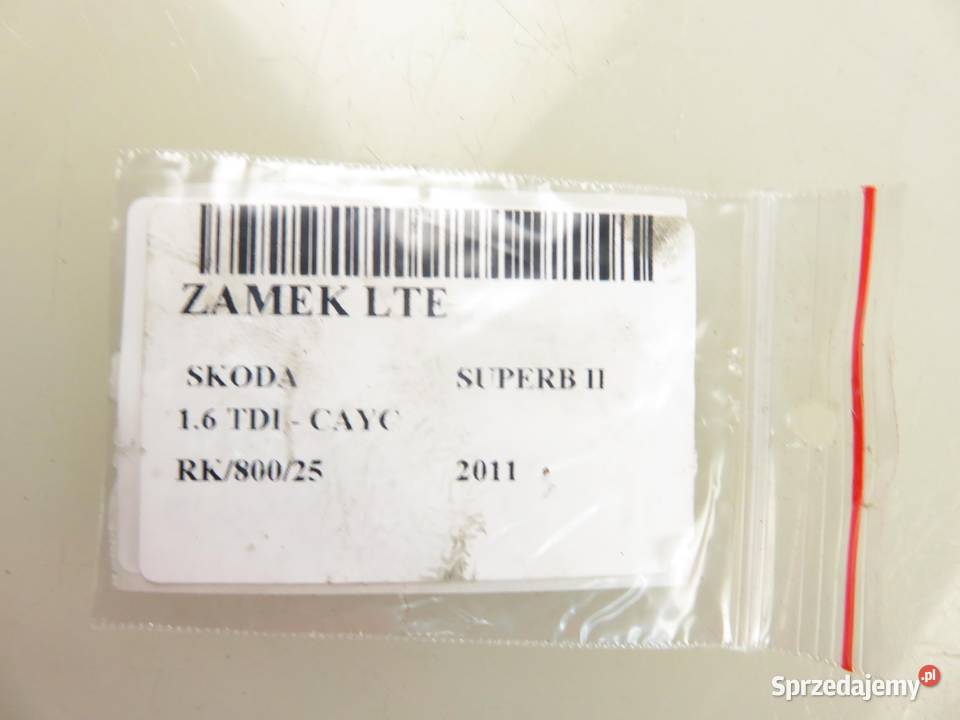 ZAMEK LTE
SKODA SUPERB II
1.6 TDI - CAYC
RK/800/25 2011
Sprzedajemy.pl